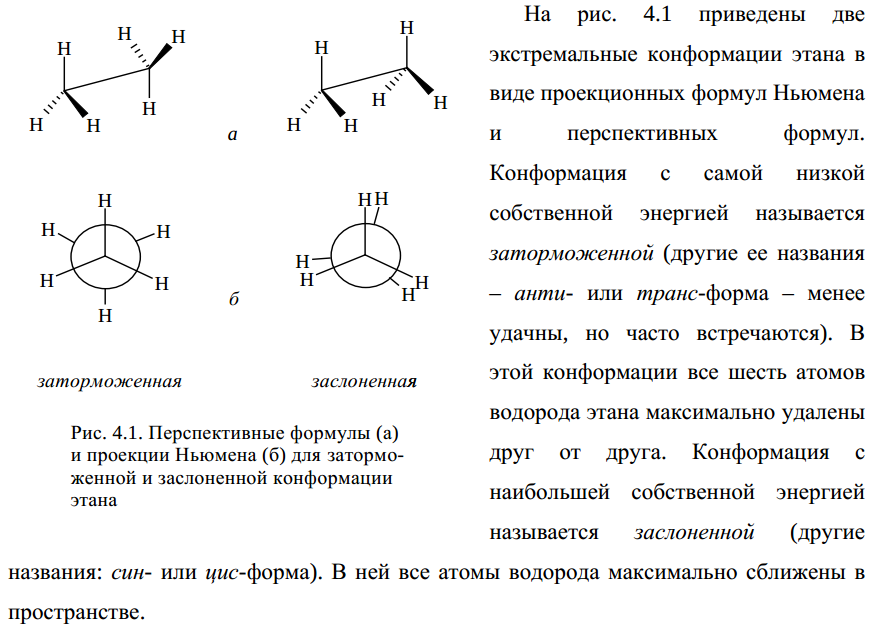 H
H
H
H
H
H
H
H
H
H
H
H
а
H
H
H
H
H
H
H
H
H
H
H
H
б
заторможенная
заслоненная
Рис. 4.1. Перспективные формулы (а)
и проекции Ньюмена (б) для затормо-
женной и заслоненной конформации
этана
На рис. 4.1 приведены две
экстремальные конформации этана в
виде проекционных формул Ньюмена
и перспективных формул.
Конформация с самой низкой
собственной энергией называется
заторможенной (другие ее названия
– анти- или транс-форма – менее
удачны, но часто встречаются). В
этой конформации все шесть атомов
водорода этана максимально удалены
друг от друга. Конформация с
наибольшей собственной энергией
называется заслоненной (другие
названия: син- или цис-форма). В ней все атомы водорода максимально сближены в
пространстве.